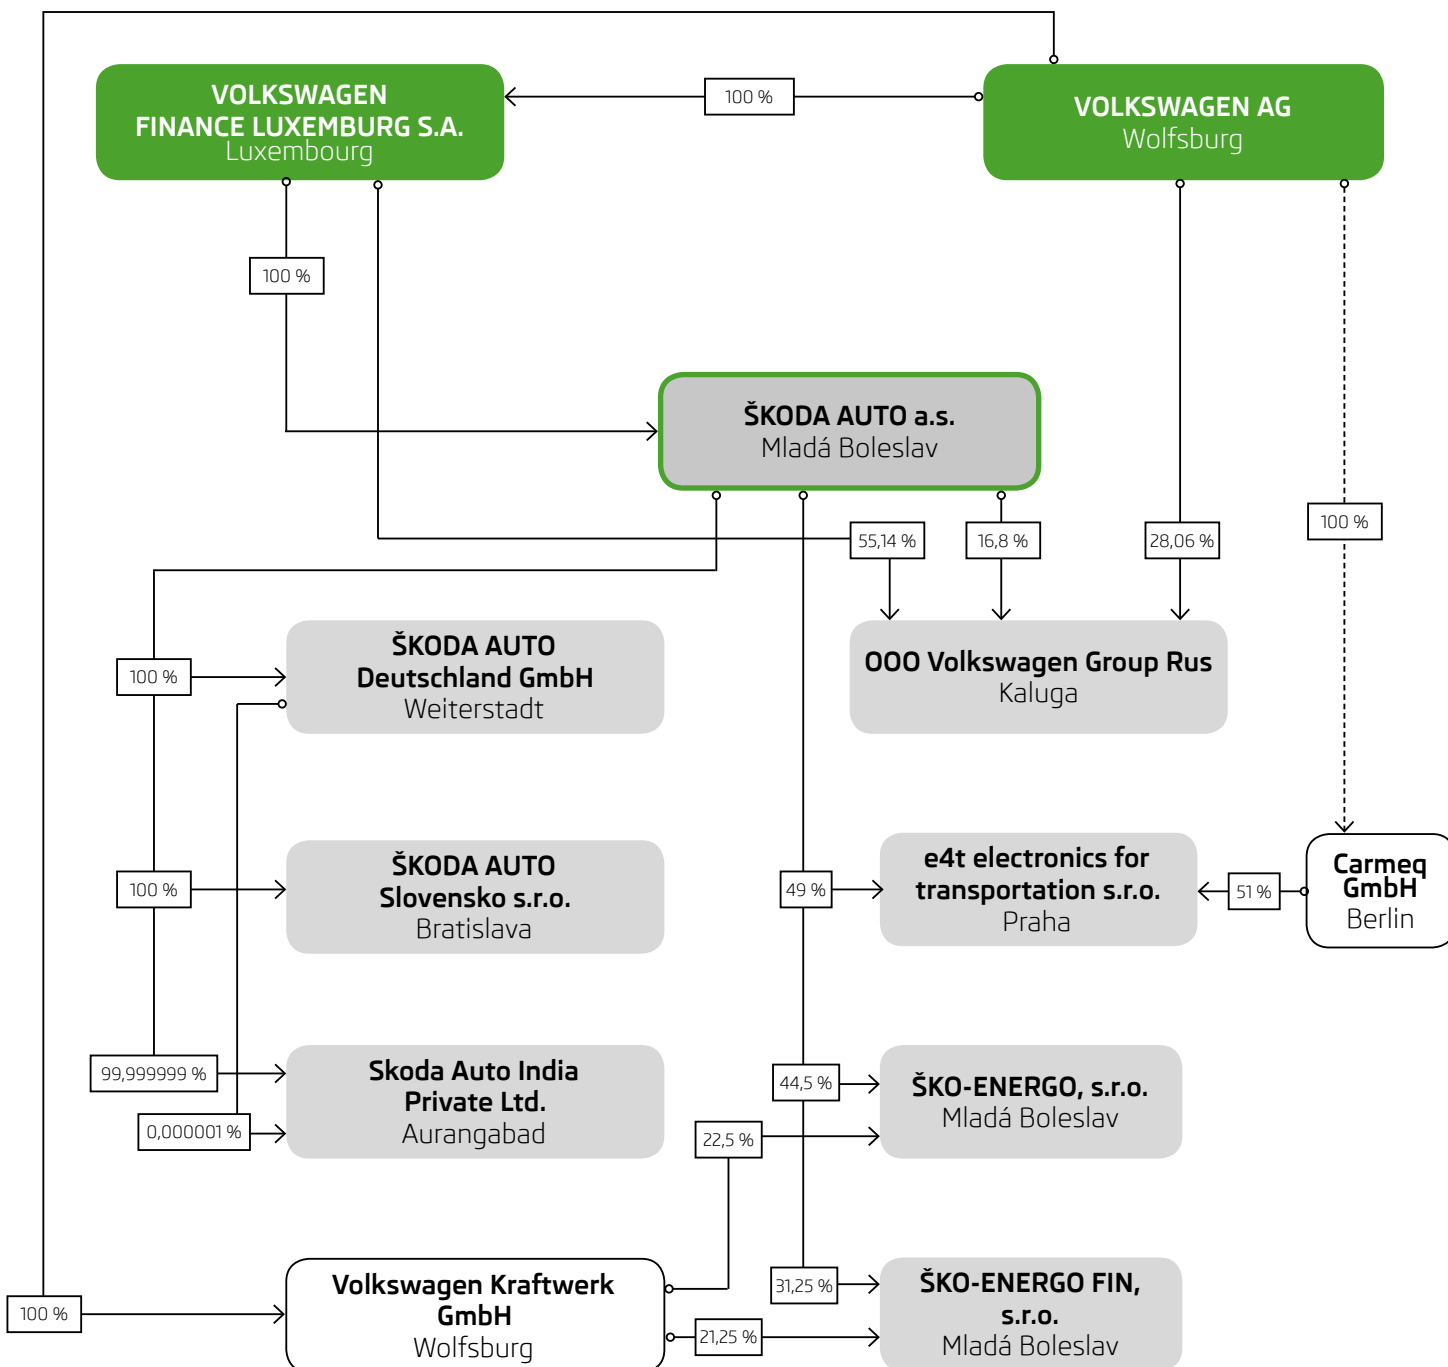 VOLKSWAGEN
FINANCE LUXEMBURG S.A.
Luxembourg
100 %
VOLKSWAGEN AG
Wolfsburg
100 %
ŠKODA AUTO a.s.
Mladá Boleslav
55,14 %
16,8 %
28,06 %
100 %
ŠKODA AUTO
Deutschland GmbH
Weiterstadt
100 %
OOO Volkswagen Group Rus
Kaluga
ŠKODA AUTO
Slovensko s.r.o.
Bratislava
100 %
49 %
e4t electronics for
transportation s.r.o.
Praha
51 %
Carmeq
GmbH
Berlin
99,999999 %
0,000001 %
Skoda Auto India
Private Ltd.
Aurangabad
44,5 %
22,5 %
ŠKO-ENERGO, s.r.o.
Mladá Boleslav
100 %
Volkswagen Kraftwerk
GmbH
Wolfsburg
31,25 %
21,25 %
ŠKO-ENERGO FIN,
s.r.o.
Mladá Boleslav